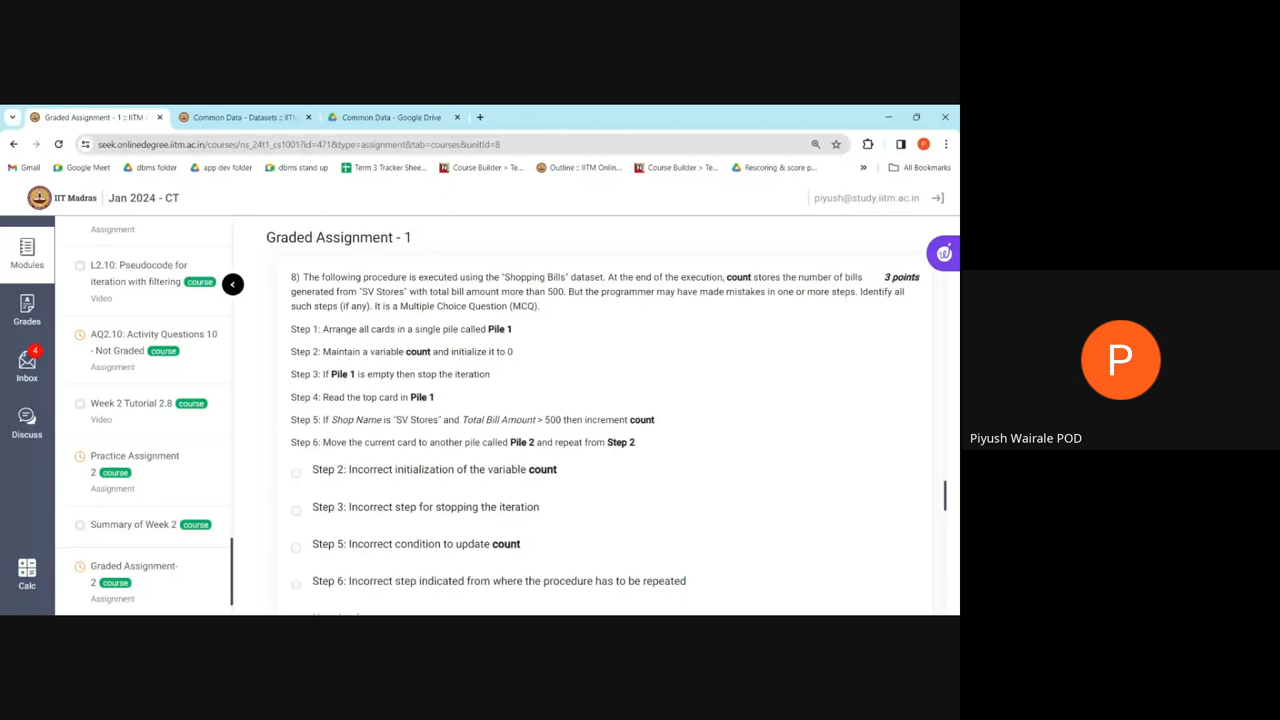 Graded Assignment - 1 :: IITM
Common Data - Datasets :: IITM
Common Data - Google Drive
seek.onlinedegree.iitm.ac.in/courses/ns_24t1_cs1001?id=471&type=assignment&tab=courses&unitId=8
P
Gmail
Google Meet
dbms folder
app dev folder
dbms stand up
Term 3 Tracker Shee...
Course Builder > Te...
Outline :: IITM Onlin...
Course Builder > Te...
Rescoring & score p...
»
All Bookmarks
IIT Madras
Jan 2024 - CT
piyush@study.iitm.ac.in
Modules
Grades
4
Inbox
Discuss
Calc
Assignment
L2.10: Pseudocode for
iteration with filtering course
Video
AQ2.10: Activity Questions 10
- Not Graded course
Assignment
Week 2 Tutorial 2.8 course
Video
Practice Assignment
2 course
Assignment
Summary of Week 2 course
Graded Assignment-
2 course
Assignment
Graded Assignment - 1
8) The following procedure is executed using the "Shopping Bills" dataset. At the end of the execution, count stores the number of bills 3 points
generated from "SV Stores" with total bill amount more than 500. But the programmer may have made mistakes in one or more steps. Identify all
such steps (if any). It is a Multiple Choice Question (MCQ).
Step 1: Arrange all cards in a single pile called Pile 1
Step 2: Maintain a variable count and initialize it to 0
Step 3: If Pile 1 is empty then stop the iteration
Step 4: Read the top card in Pile 1
Step 5: If Shop Name is "SV Stores" and Total Bill Amount > 500 then increment count
Step 6: Move the current card to another pile called Pile 2 and repeat from Step 2
Step 2: Incorrect initialization of the variable count
Step 3: Incorrect step for stopping the iteration
Step 5: Incorrect condition to update count
Step 6: Incorrect step indicated from where the procedure has to be repeated
P
Piyush Wairale POD